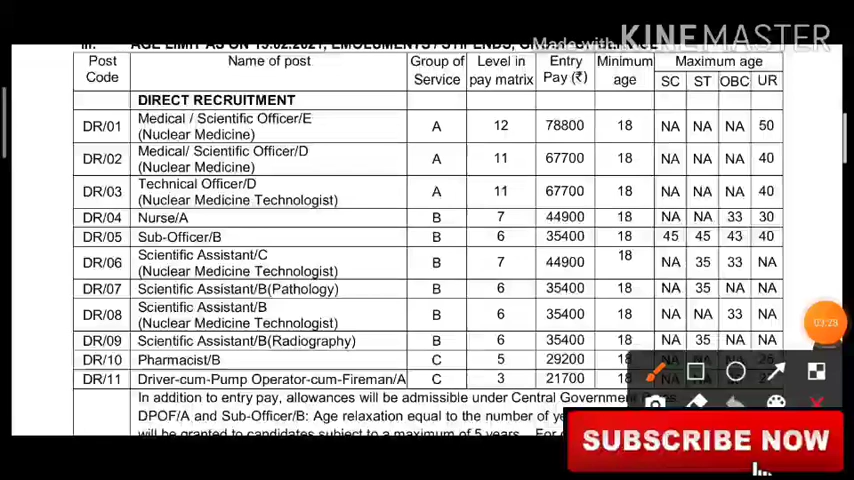 Made with KINEMASTER
III. AGE LIMIT AS ON 15.02.2021, EMOLUMENTS / STIPENDS,
Post Code Name of post Group of Service Level in pay matrix Entry Pay (₹) Minimum age Maximum age
SC ST OBC UR
DIRECT RECRUITMENT
DR/01 Medical / Scientific Officer/E (Nuclear Medicine) A 12 78800 18 NA NA NA 50
DR/02 Medical/ Scientific Officer/D (Nuclear Medicine) A 11 67700 18 NA NA NA 40
DR/03 Technical Officer/D (Nuclear Medicine Technologist) A 11 67700 18 NA NA NA 40
DR/04 Nurse/A B 7 44900 18 NA NA 33 30
DR/05 Sub-Officer/B B 6 35400 18 45 45 43 40
DR/06 Scientific Assistant/C (Nuclear Medicine Technologist) B 7 44900 18 NA 35 33 NA
DR/07 Scientific Assistant/B(Pathology) B 6 35400 18 NA 35 NA NA
DR/08 Scientific Assistant/B (Nuclear Medicine Technologist) B 6 35400 18 NA NA 33 NA
DR/09 Scientific Assistant/B(Radiography) B 6 35400 18 NA 35 NA NA
DR/10 Pharmacist/B C 5 29200 18
DR/11 Driver-cum-Pump Operator-cum-Fireman/A C 3 21700 18
In addition to entry pay, allowances will be admissible under Central Government
DPOF/A and Sub-Officer/B: Age relaxation equal to the number of
will be granted to candidates subject to a maximum of 5 years.
03:29
SUBSCRIBE NOW